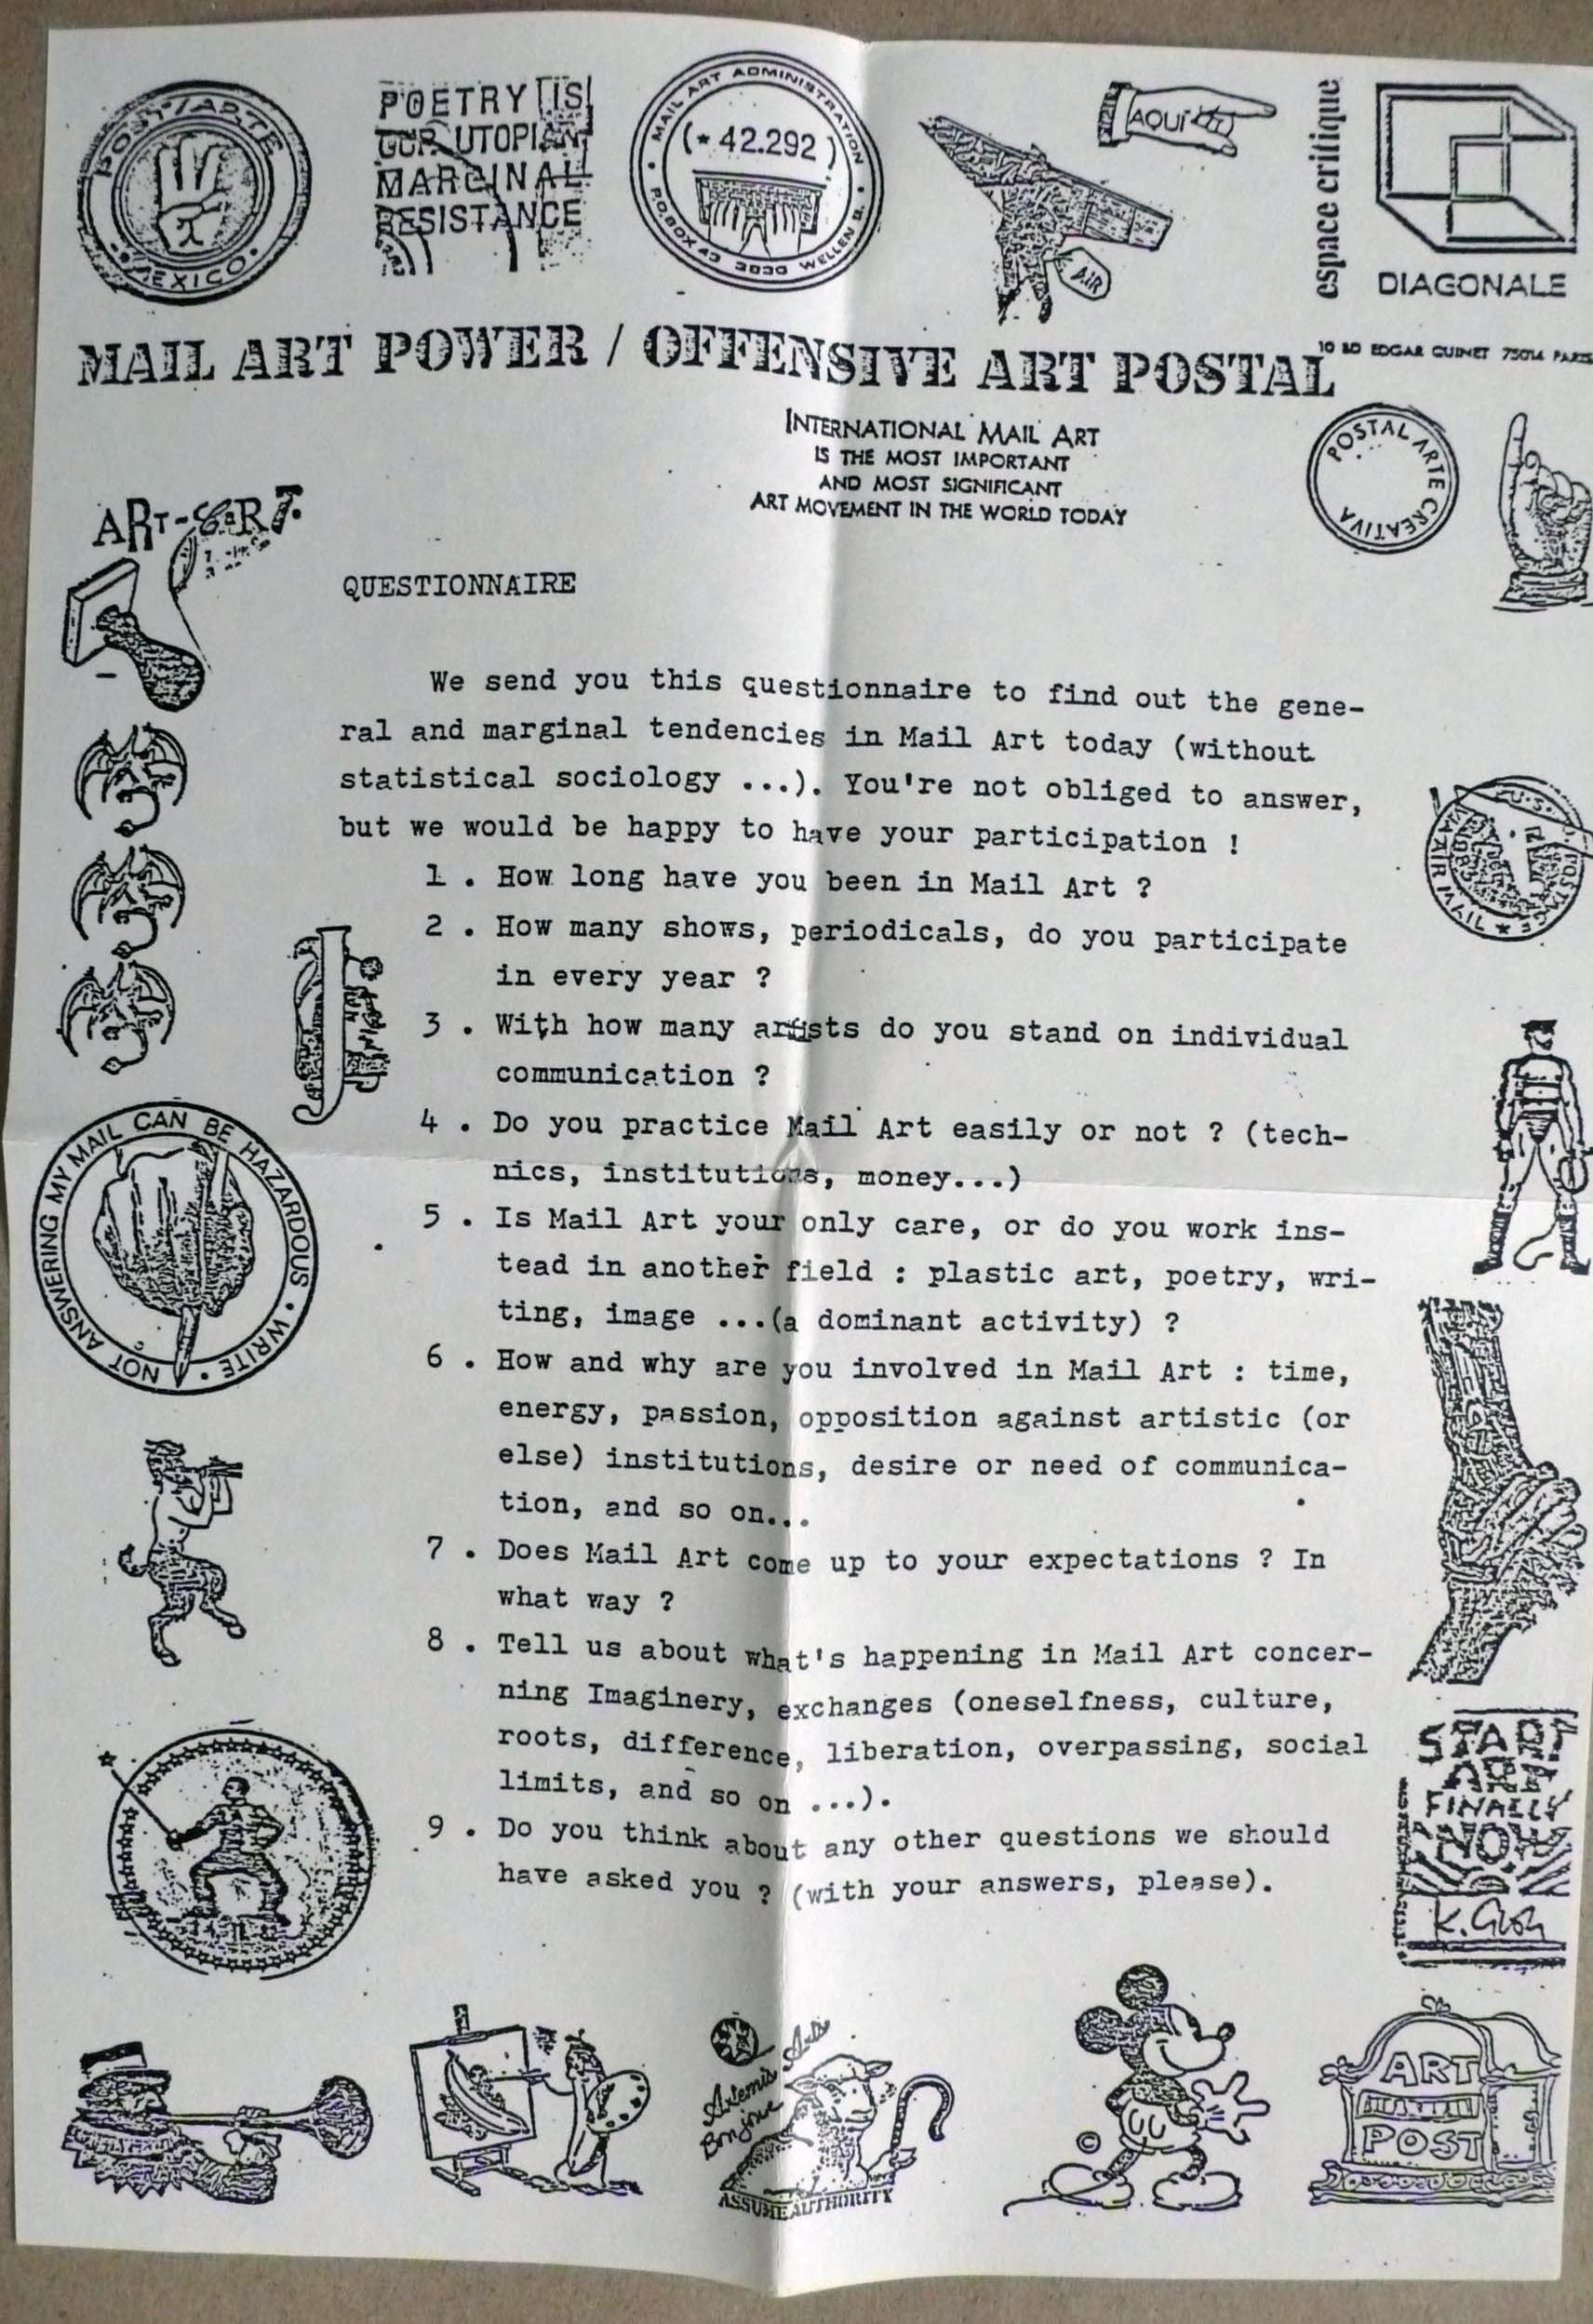 POST/ARTE
MEXICO
POETRY IS
OUR UTOPIAN
MARGINAL
RESISTANCE
MAIL ART ADMINISTRATION
(* 42.292 )
P.O.BOX 43 3830 WELLEN B.
AQUI
AIR
espace critique
DIAGONALE
10 BD EDGAR QUINET 75014 PARIS
MAIL ART POWER / OFFENSIVE ART POSTAL
INTERNATIONAL MAIL ART
IS THE MOST IMPORTANT
AND MOST SIGNIFICANT
ART MOVEMENT IN THE WORLD TODAY
POSTAL ARTE CREATIVA
QUESTIONNAIRE
We send you this questionnaire to find out the gene-
ral and marginal tendencies in Mail Art today (without
statistical sociology ...). You're not obliged to answer,
but we would be happy to have your participation !
1 . How long have you been in Mail Art ?
2 . How many shows, periodicals, do you participate
in every year ?
3 . With how many artists do you stand on individual
communication ?
4 . Do you practice Mail Art easily or not ? (tech-
nics, institutions, money...)
5 . Is Mail Art your only care, or do you work ins-
tead in another field : plastic art, poetry, wri-
ting, image ...(a dominant activity) ?
6 . How and why are you involved in Mail Art : time,
energy, passion, opposition against artistic (or
else) institutions, desire or need of communica-
tion, and so on...
7 . Does Mail Art come up to your expectations ? In
what way ?
8 . Tell us about what's happening in Mail Art concer-
ning Imaginery, exchanges (oneselfness, culture,
roots, difference, liberation, overpassing, social
limits, and so on ...).
9 . Do you think about any other questions we should
have asked you ? (with your answers, please).
U.S. POSTAGE
VIA AIR MAIL
NOT ANSWERING MY MAIL CAN BE HAZARDOUS • WRITE •
START
ART
FINALLY
NOW
K. Groh
Artemis Arts
Bonjour
ASSUME AUTHORITY
©
ART
POST